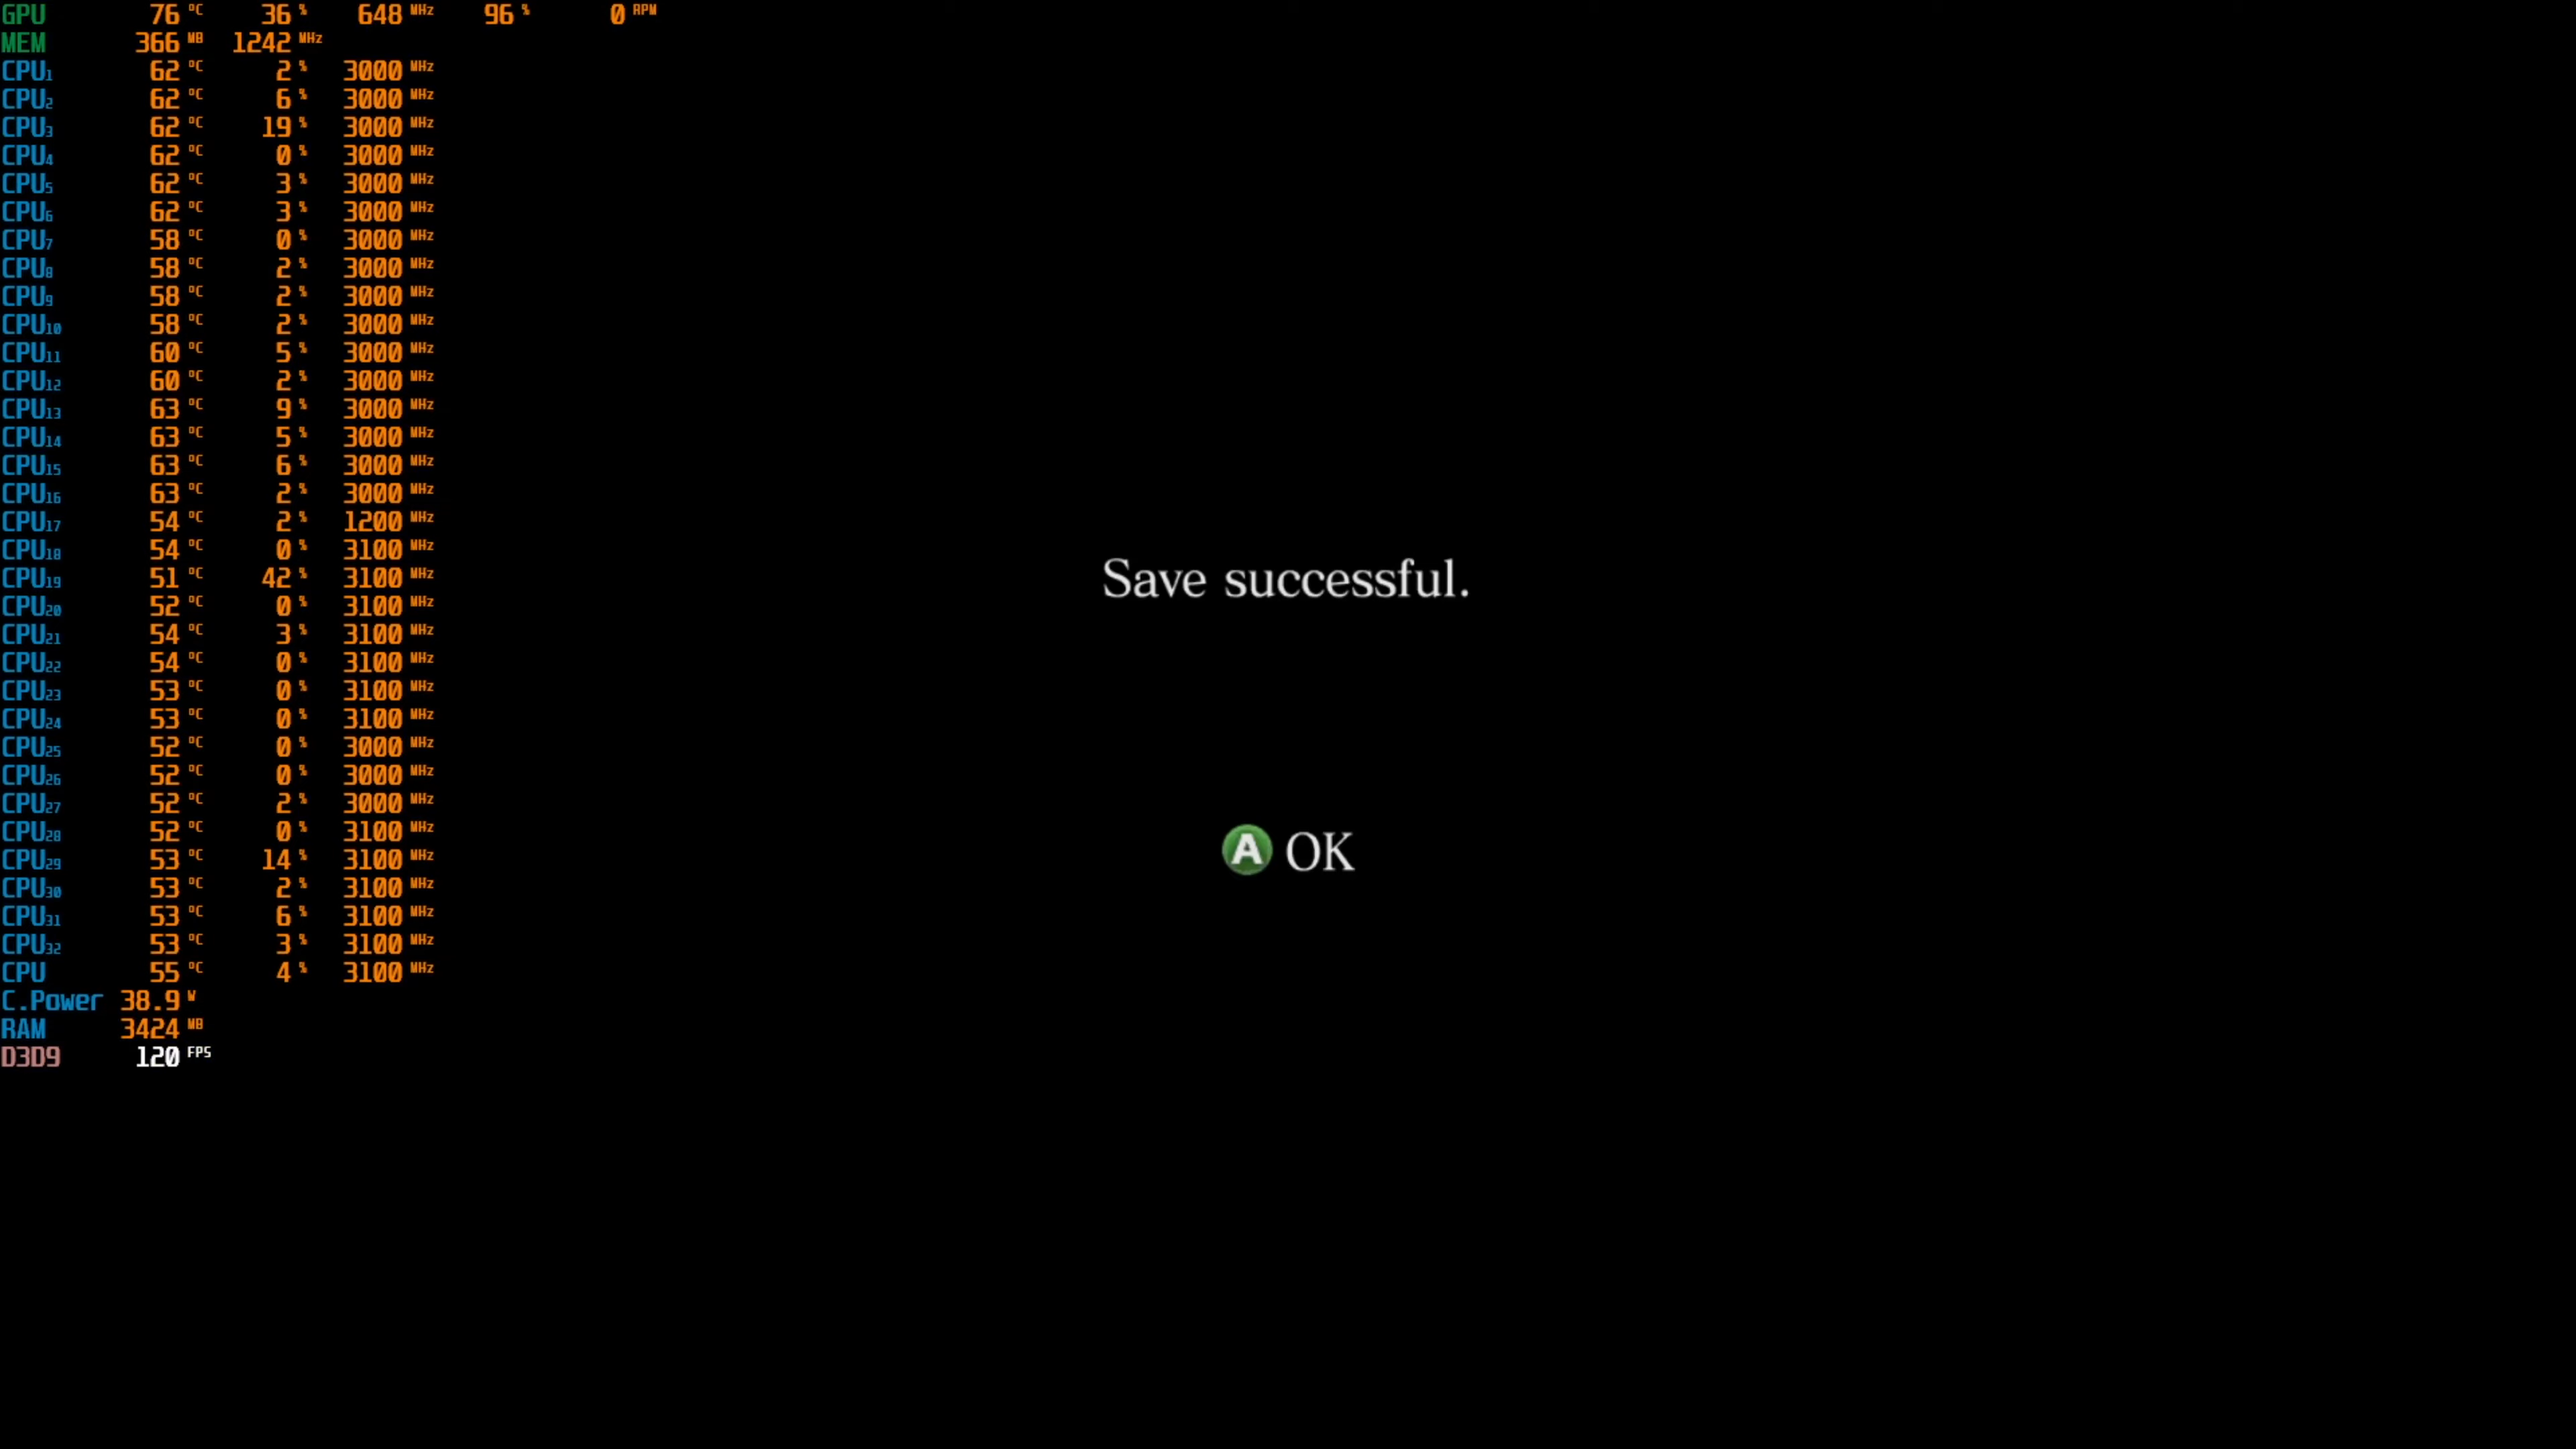 GPU 76 °C 36 % 648 MHz 96 % 0 RPM
MEM 366 MB 1242 MHz
CPU1 62 °C 2 % 3000 MHz
CPU2 62 °C 6 % 3000 MHz
CPU3 62 °C 19 % 3000 MHz
CPU4 62 °C 0 % 3000 MHz
CPU5 62 °C 3 % 3000 MHz
CPU6 62 °C 3 % 3000 MHz
CPU7 58 °C 0 % 3000 MHz
CPU8 58 °C 2 % 3000 MHz
CPU9 58 °C 2 % 3000 MHz
CPU10 58 °C 2 % 3000 MHz
CPU11 60 °C 5 % 3000 MHz
CPU12 60 °C 2 % 3000 MHz
CPU13 63 °C 9 % 3000 MHz
CPU14 63 °C 5 % 3000 MHz
CPU15 63 °C 6 % 3000 MHz
CPU16 63 °C 2 % 3000 MHz
CPU17 54 °C 2 % 1200 MHz
CPU18 54 °C 0 % 3100 MHz
CPU19 51 °C 42 % 3100 MHz
CPU20 52 °C 0 % 3100 MHz
CPU21 54 °C 3 % 3100 MHz
CPU22 54 °C 0 % 3100 MHz
CPU23 53 °C 0 % 3100 MHz
CPU24 53 °C 0 % 3100 MHz
CPU25 52 °C 0 % 3000 MHz
CPU26 52 °C 0 % 3000 MHz
CPU27 52 °C 2 % 3000 MHz
CPU28 52 °C 0 % 3100 MHz
CPU29 53 °C 14 % 3100 MHz
CPU30 53 °C 2 % 3100 MHz
CPU31 53 °C 6 % 3100 MHz
CPU32 53 °C 3 % 3100 MHz
CPU 55 °C 4 % 3100 MHz
C.Power 38.9 W
RAM 3424 MB
D3D9 120 FPS
Save successful.
A OK